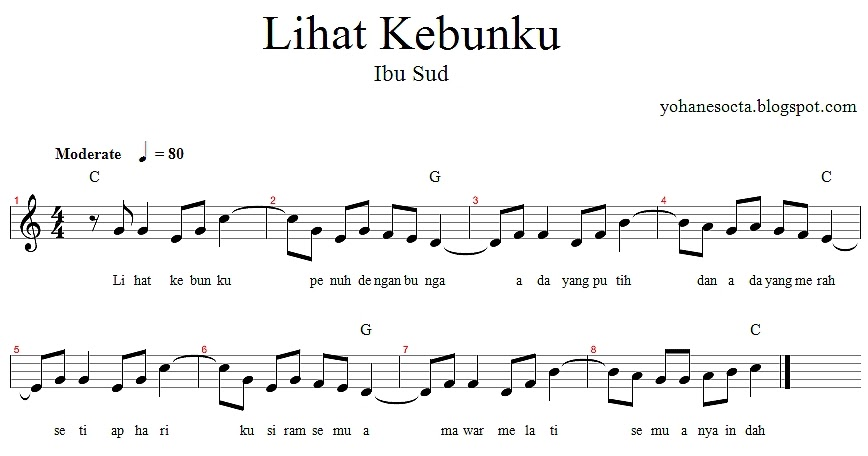 Lihat Kebunku
Ibu Sud
yohanesocta.blogspot.com
Moderate = 80
C G C
1 2 3 4
4
4
Li hat ke bun ku pe nuh de ngan bu nga a da yang pu tih dan a da yang me rah
G C
5 6 7 8
se ti ap ha ri ku si ram se mu a ma war me la ti se mu a nya in dah